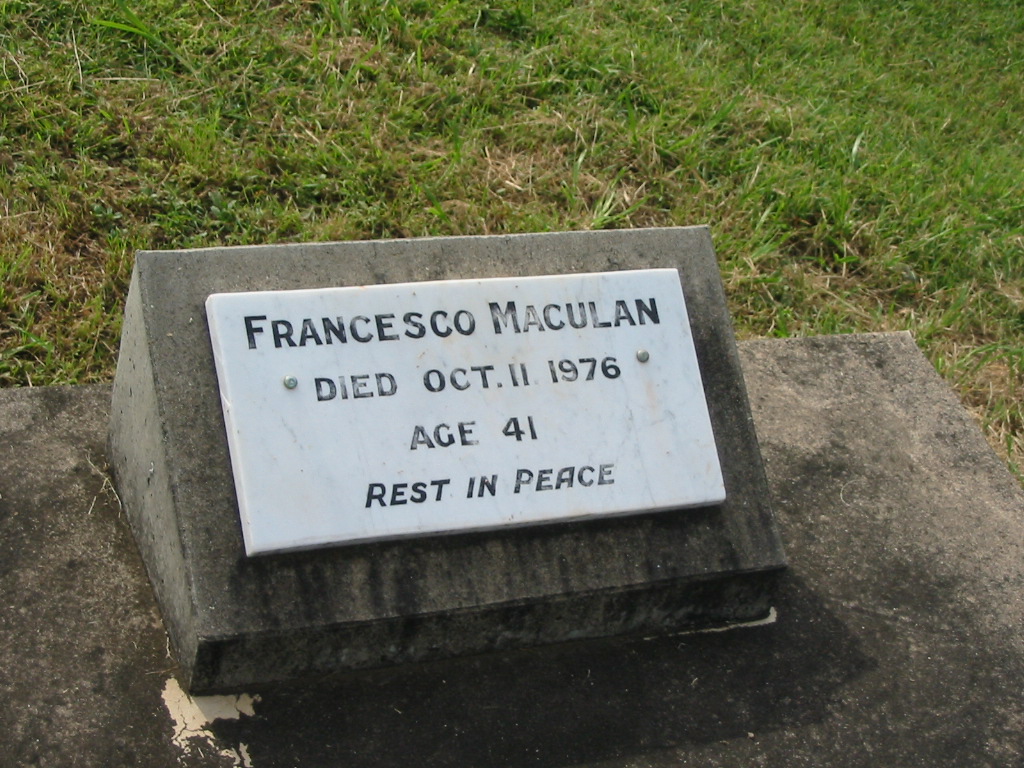 FRANCESCO MACULAN
DIED OCT. 11 1976
AGE 41
REST IN PEACE